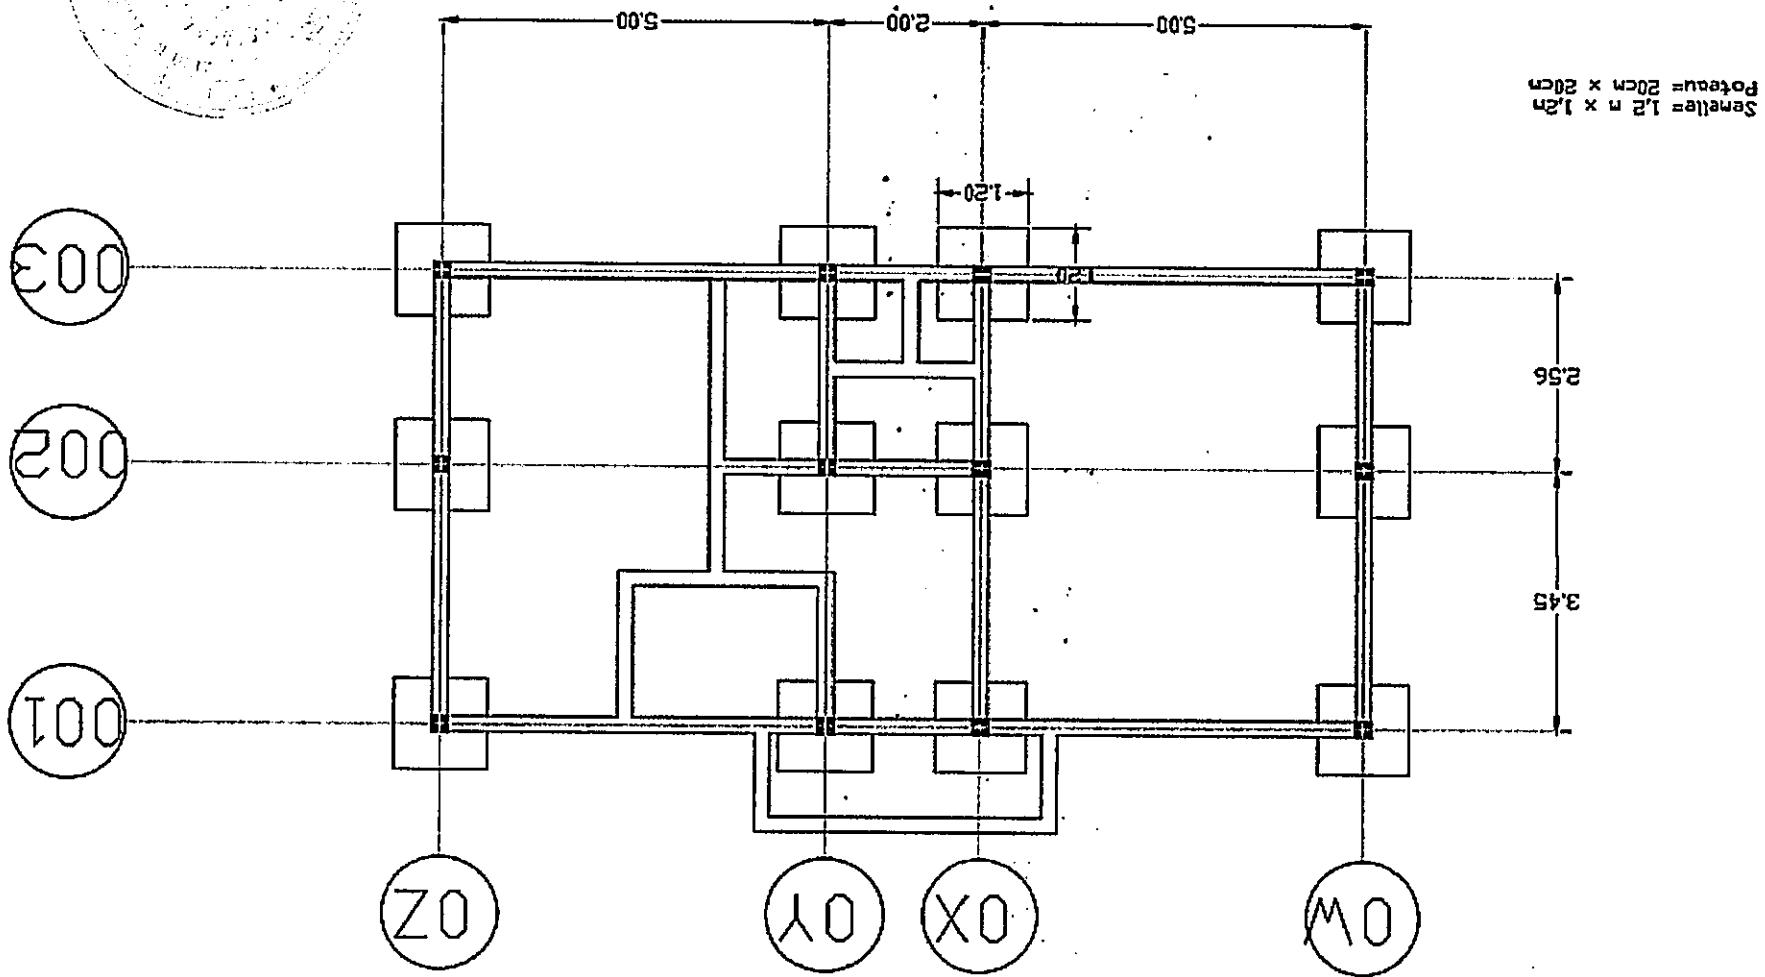 0W
0X
0Y
0Z
001
3,45
2,56
002
1,20
003
1,20
Semelle= 1,2 m x 1,2m
Poteau= 20cm x 20cm
5,00
2,00
5,00